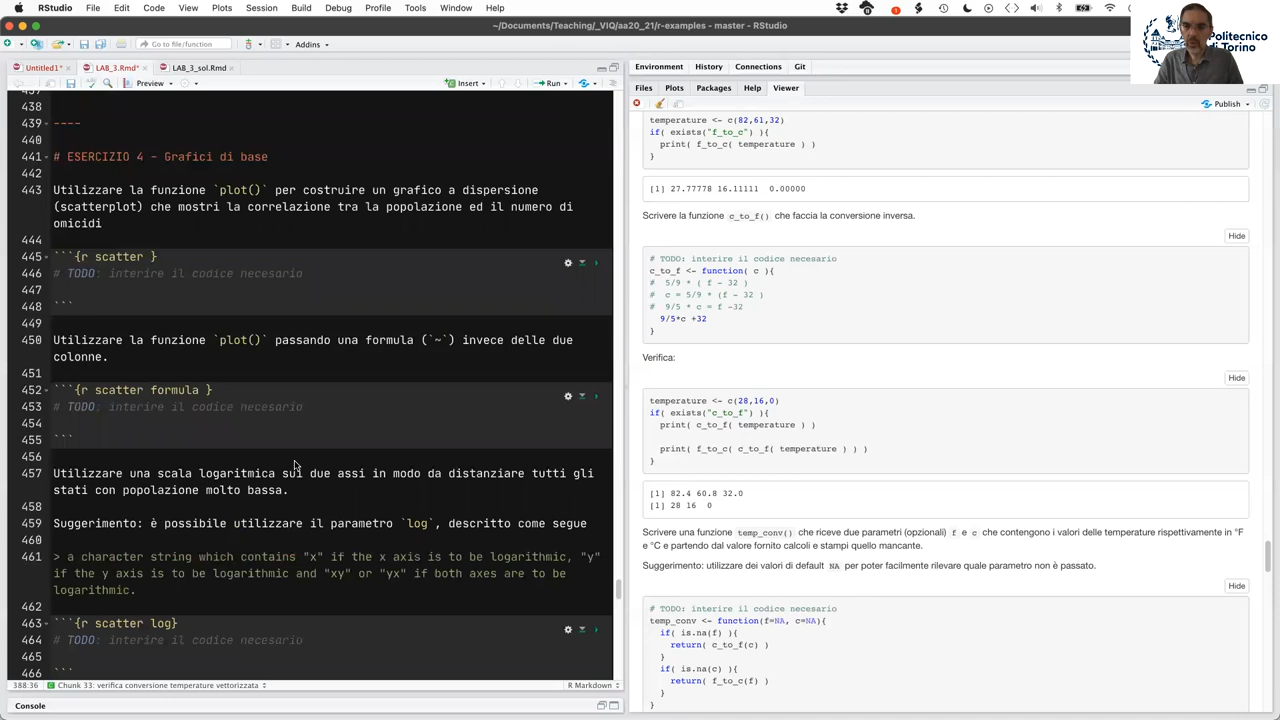 RStudio File Edit Code View Plots Session Build Debug Profile Tools Window Help
~/Documents/Teaching/_VIQ/aa20_21/r-examples - master - RStudio
Politecnico
di Torino
Go to file/function Addins
Untitled1* LAB_3.Rmd* LAB_3_sol.Rmd
Preview Insert Run
437
438
439 ----
440
441 # ESERCIZIO 4 - Grafici di base
442
443 Utilizzare la funzione `plot()` per costruire un grafico a dispersione
(scatterplot) che mostri la correlazione tra la popolazione ed il numero di
omicidi
444
445 ```{r scatter }
446 # TODO: interire il codice necesario
447
448 ```
449
450 Utilizzare la funzione `plot()` passando una formula (`~`) invece delle due
colonne.
451
452 ```{r scatter formula }
453 # TODO: interire il codice necesario
454
455 ```
456
457 Utilizzare una scala logaritmica sui due assi in modo da distanziare tutti gli
stati con popolazione molto bassa.
458
459 Suggerimento: è possibile utilizzare il parametro `log`, descritto come segue
460
461 > a character string which contains "x" if the x axis is to be logarithmic, "y"
if the y axis is to be logarithmic and "xy" or "yx" if both axes are to be
logarithmic.
462
463 ```{r scatter log}
464 # TODO: interire il codice necesario
465
466 ```
388:36 Chunk 33: verifica conversione temperature vettorizzata R Markdown
Console
Environment History Connections Git
Files Plots Packages Help Viewer
Publish
temperature <- c(82,61,32)
if( exists("f_to_c") ){
print( f_to_c( temperature ) )
}
[1] 27.77778 16.11111 0.00000
Scrivere la funzione c_to_f() che faccia la conversione inversa.
Hide
# TODO: interire il codice necesario
c_to_f <- function( c ){
# 5/9 * ( f - 32 )
# c = 5/9 * (f - 32 )
# 9/5 * c = f -32
9/5*c +32
}
Verifica:
Hide
temperature <- c(28,16,0)
if( exists("c_to_f") ){
print( c_to_f( temperature ) )
print( f_to_c( c_to_f( temperature ) ) )
}
[1] 82.4 60.8 32.0
[1] 28 16 0
Scrivere una funzione temp_conv() che riceve due parametri (opzionali) f e c che contengono i valori delle temperature rispettivamente in °F
e °C e partendo dal valore fornito calcoli e stampi quello mancante.
Suggerimento: utilizzare dei valori di default NA per poter facilmente rilevare quale parametro non è passato.
Hide
# TODO: interire il codice necesario
temp_conv <- function(f=NA, c=NA){
if( is.na(f) ){
return( c_to_f(c) )
}
if( is.na(c) ){
return( f_to_c(f) )
}
}